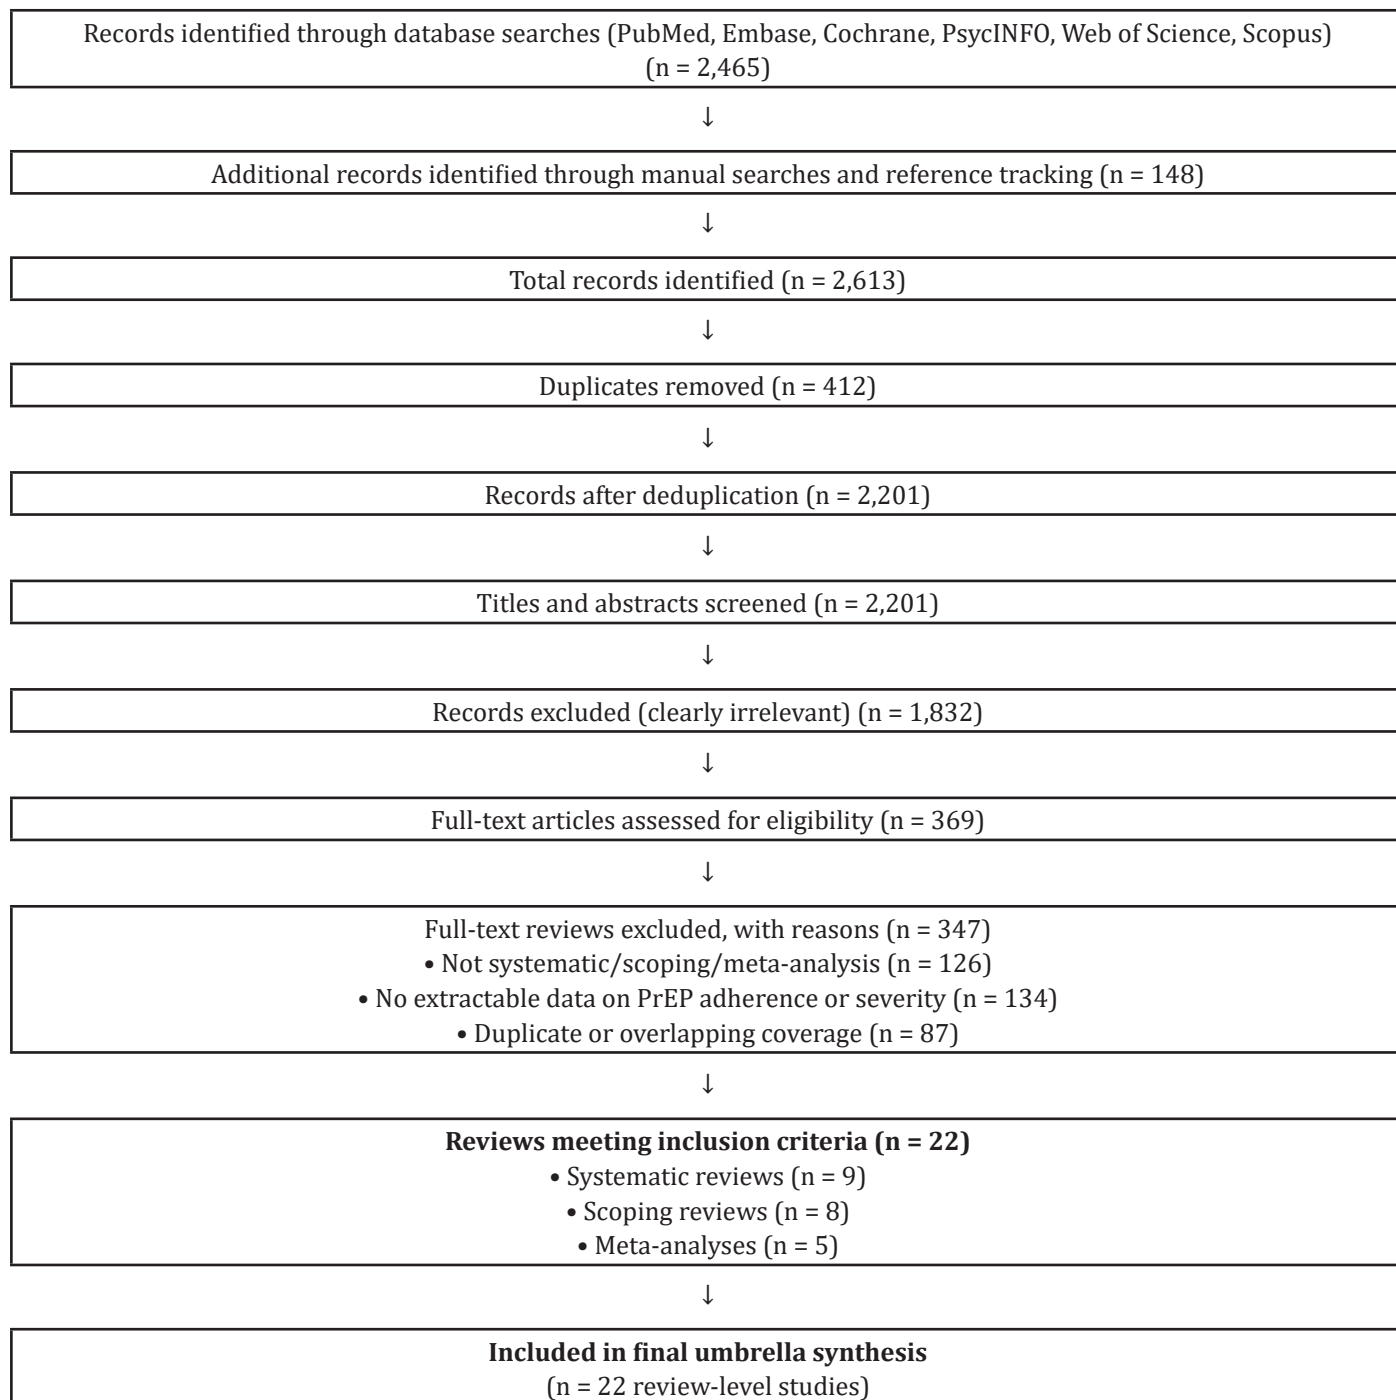 Records identified through database searches (PubMed, Embase, Cochrane, PsycINFO, Web of Science, Scopus)
(n = 2,465)
↓
Additional records identified through manual searches and reference tracking (n = 148)
↓
Total records identified (n = 2,613)
↓
Duplicates removed (n = 412)
↓
Records after deduplication (n = 2,201)
↓
Titles and abstracts screened (n = 2,201)
↓
Records excluded (clearly irrelevant) (n = 1,832)
↓
Full-text articles assessed for eligibility (n = 369)
↓
Full-text reviews excluded, with reasons (n = 347)
• Not systematic/scoping/meta-analysis (n = 126)
• No extractable data on PrEP adherence or severity (n = 134)
• Duplicate or overlapping coverage (n = 87)
↓
Reviews meeting inclusion criteria (n = 22)
• Systematic reviews (n = 9)
• Scoping reviews (n = 8)
• Meta-analyses (n = 5)
↓
Included in final umbrella synthesis
(n = 22 review-level studies)